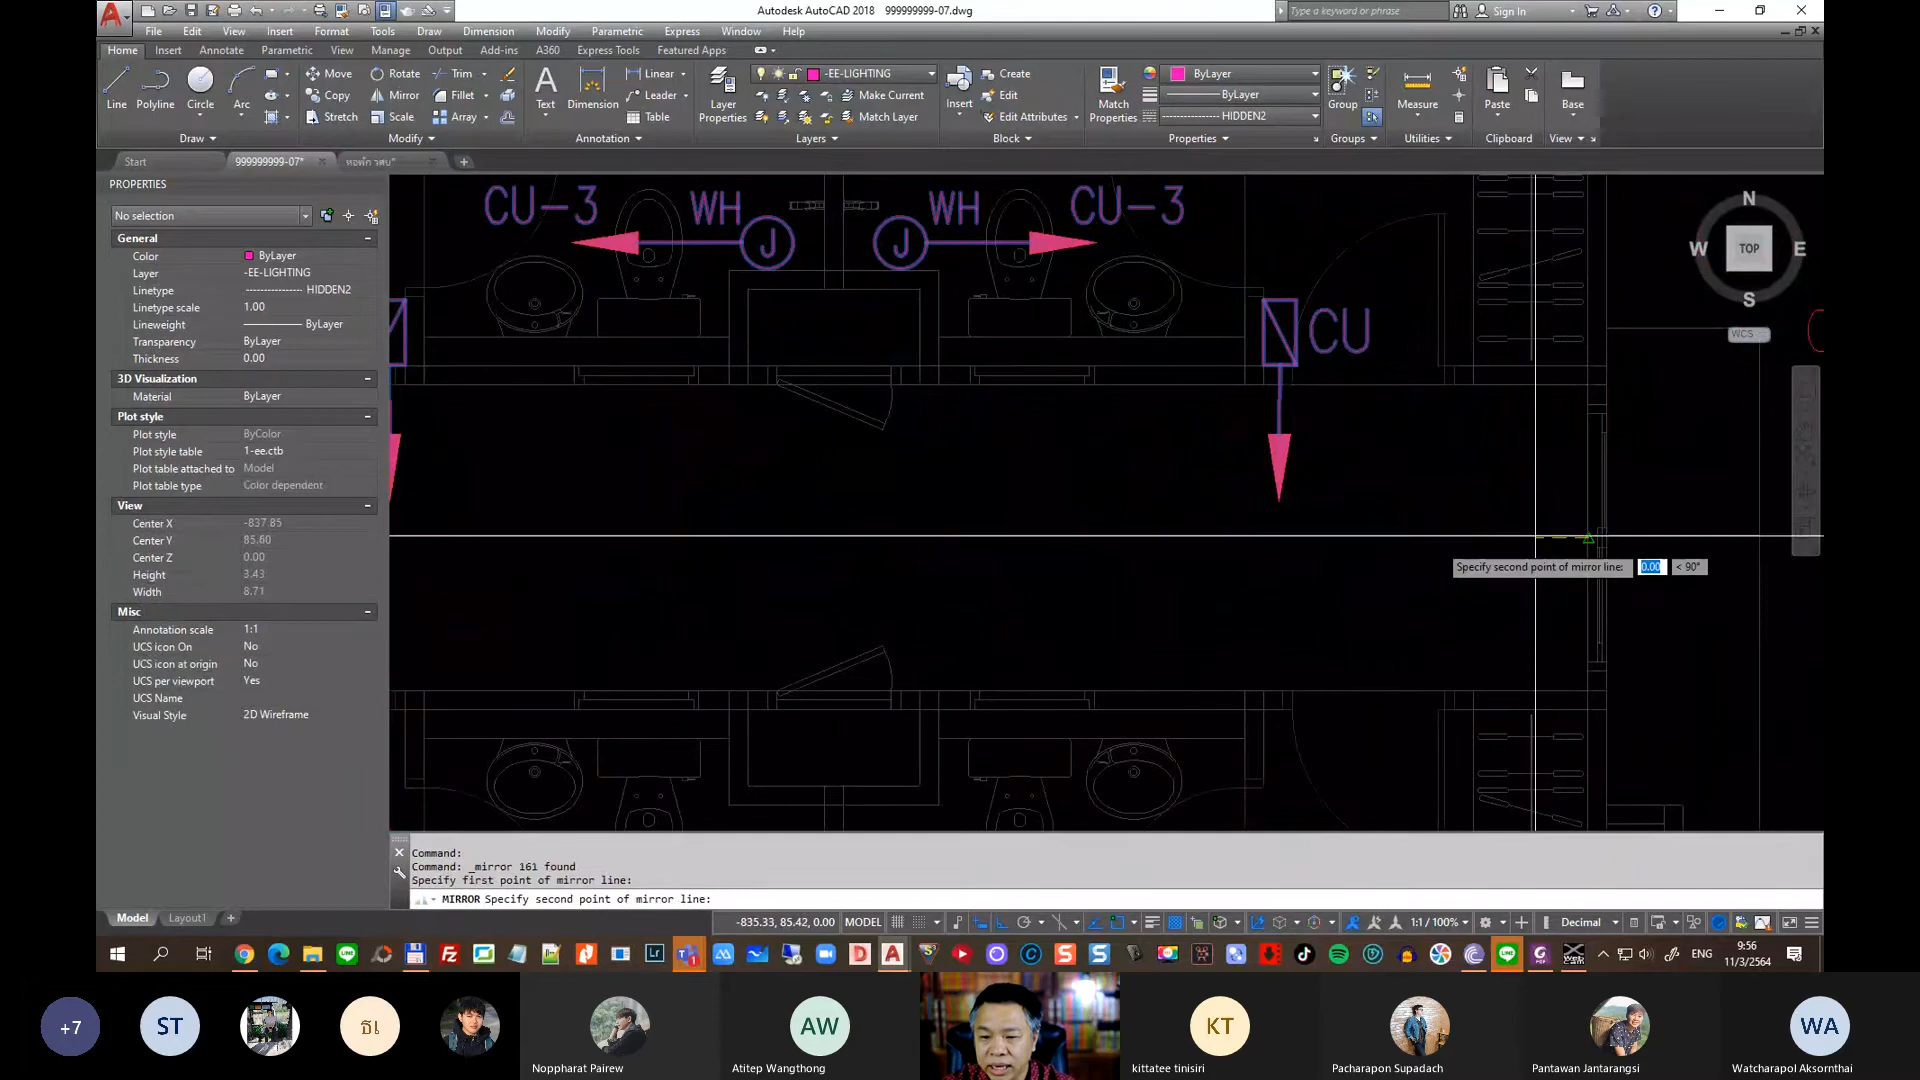 Autodesk AutoCAD 2018   999999999-07.dwg
Type a keyword or phrase
Sign In
File Edit View Insert Format Tools Draw Dimension Modify Parametric Express Window Help
Home Insert Annotate Parametric View Manage Output Add-ins A360 Express Tools Featured Apps
Line
Polyline
Circle
Arc
Draw
Move Rotate Trim
Copy Mirror Fillet
Stretch Scale Array
Modify
Text
Dimension
Linear
Leader
Table
Annotation
Layer Properties
-EE-LIGHTING
Make Current
Match Layer
Layers
Insert
Create
Edit
Edit Attributes
Block
Match Properties
ByLayer
ByLayer
HIDDEN2
Properties
Group
Groups
Measure
Utilities
Paste
Clipboard
Base
View
Start
999999999-07*
หอพัก วสบ*
PROPERTIES
No selection
General
Color ByLayer
Layer -EE-LIGHTING
Linetype HIDDEN2
Linetype scale 1.00
Lineweight ByLayer
Transparency ByLayer
Thickness 0.00
3D Visualization
Material ByLayer
Plot style
Plot style ByColor
Plot style table 1-ee.ctb
Plot table attached to Model
Plot table type Color dependent
View
Center X -837.85
Center Y 85.60
Center Z 0.00
Height 3.43
Width 8.71
Misc
Annotation scale 1:1
UCS icon On No
UCS icon at origin No
UCS per viewport Yes
UCS Name
Visual Style 2D Wireframe
CU-3 WH J J WH CU-3
CU
N
W TOP E
S
WCS
Specify second point of mirror line: 0.00 < 90°
Command:
Command: _mirror 161 found
Specify first point of mirror line:
MIRROR Specify second point of mirror line:
Model Layout1
-835.33, 85.42, 0.00 MODEL
1:1 / 100%
Decimal
ENG
9:56
11/3/2564
+7
ST
ธเ
AW
KT
WA
Noppharat Pairew
Atitep Wangthong
kittatee tinisiri
Pacharapon Supadach
Pantawan Jantarangsi
Watcharapol Aksornthai